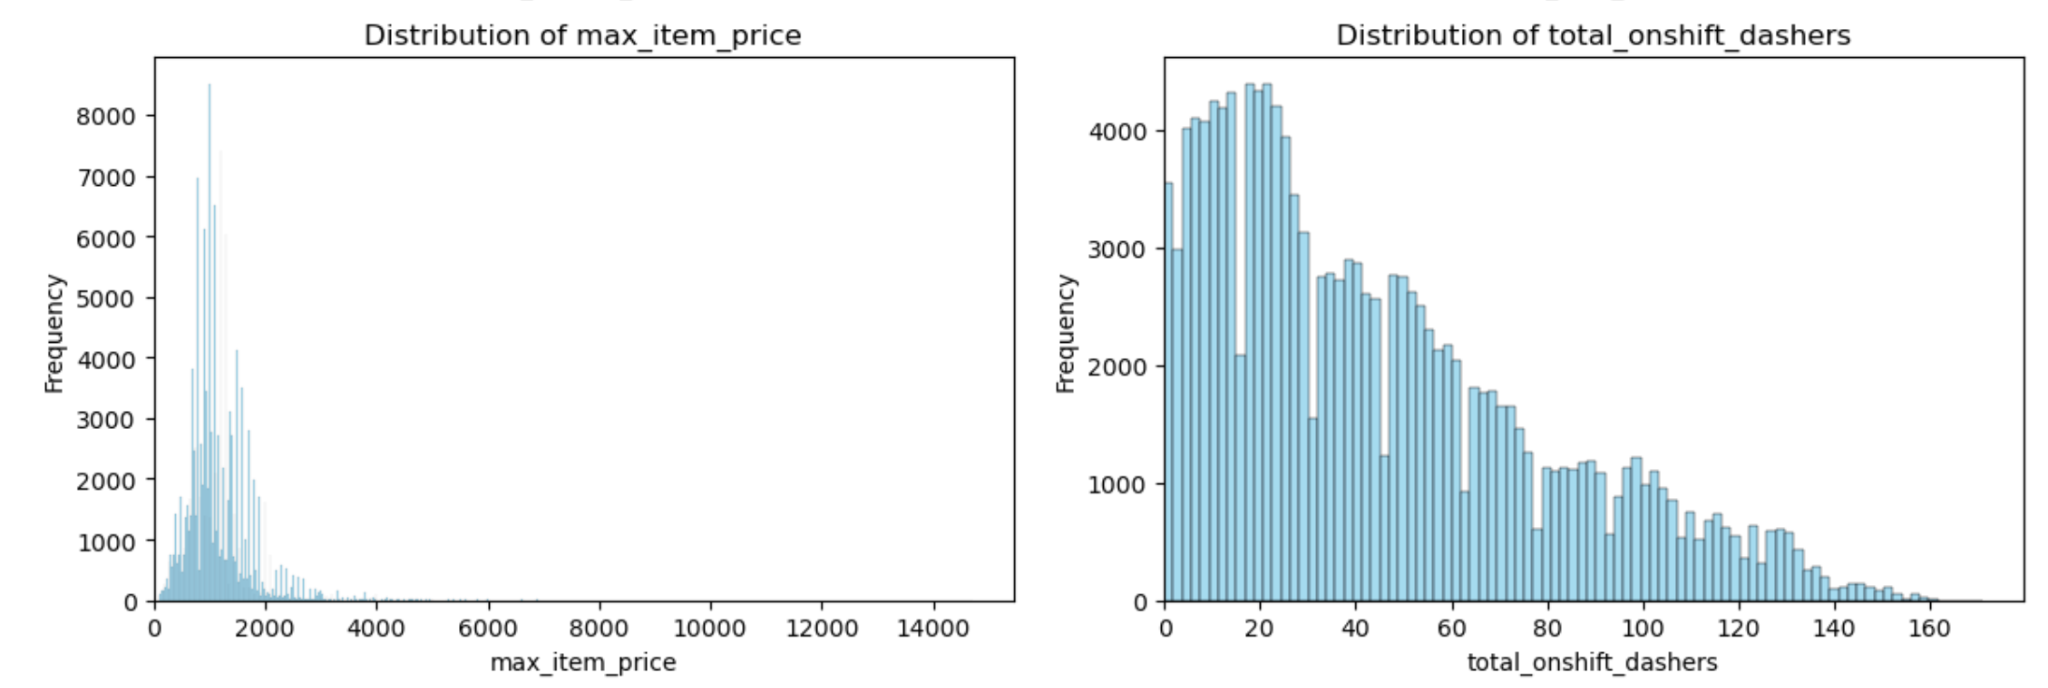 Distribution of max_item_price
Frequency
8000
7000
6000
5000
4000
3000
2000
1000
0
0 2000 4000 6000 8000 10000 12000 14000
max_item_price
Distribution of total_onshift_dashers
Frequency
4000
3000
2000
1000
0
0 20 40 60 80 100 120 140 160
total_onshift_dashers